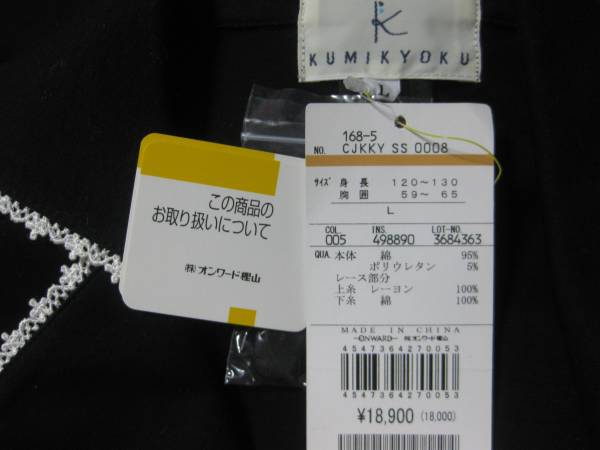 K
KUMIKYOKU
L
168-5
NO. CJKKY SS 0008
サイズ 身長 120〜130
胸囲 59〜 65
L
COL. INS. LOT-NO.
005 498890 3684363
QUA. 本体 綿 95%
ポリウレタン 5%
レース部分
上糸 レーヨン 100%
下糸 綿 100%
MADE IN CHINA
ONWARD ㈱オンワード樫山
4547364270053
4547364270053
¥18,900 (18,000)
この商品の
お取り扱いについて
㈱オンワード樫山